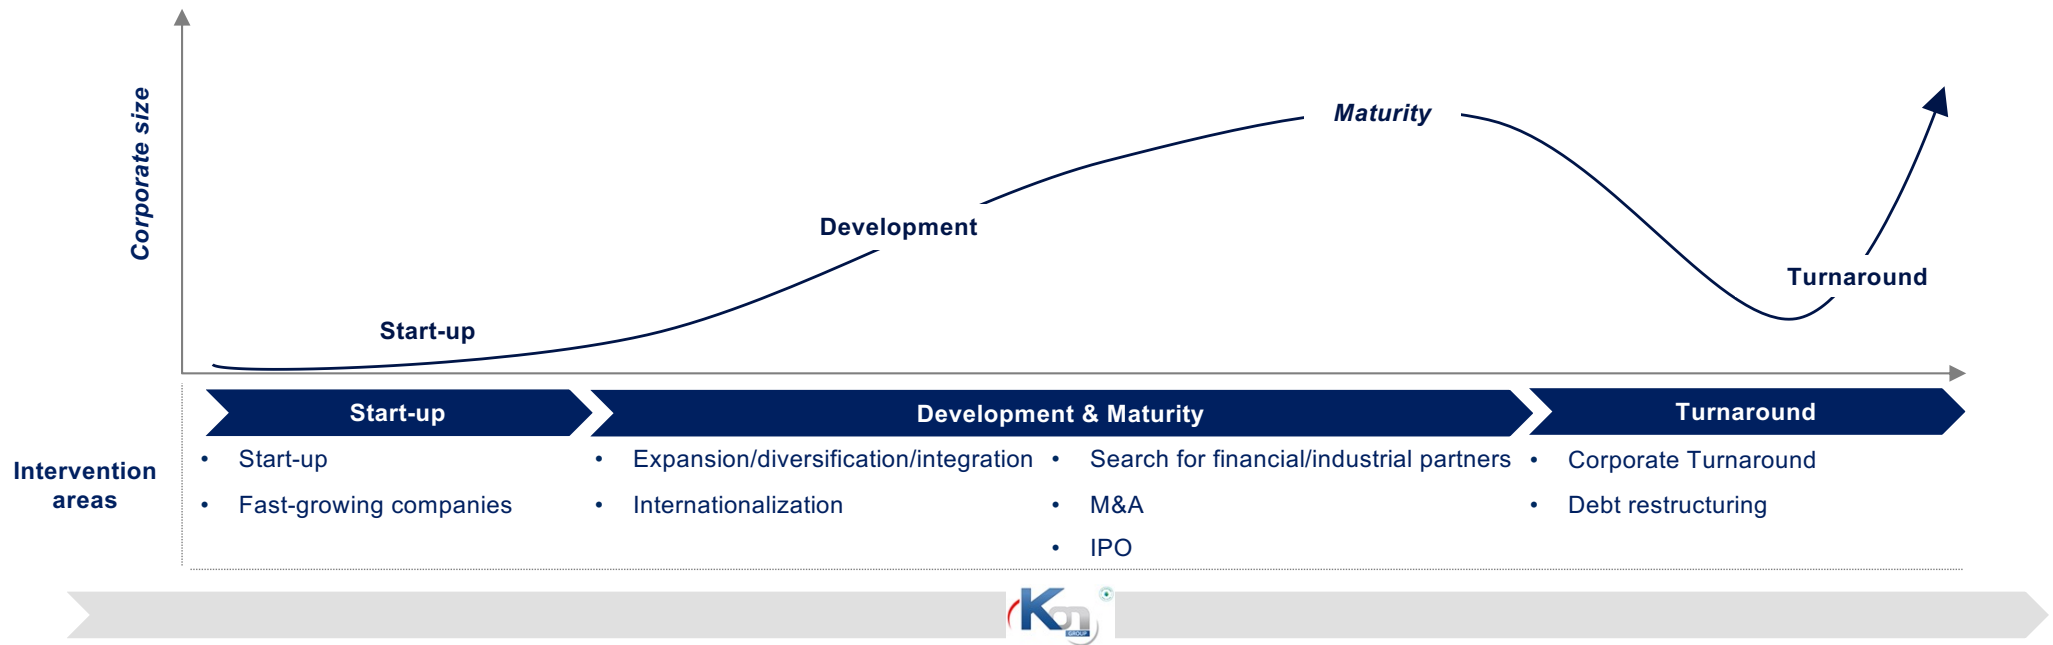 Corporate size
Maturity
Development
Turnaround
Start-up
Start-up
Development & Maturity
Turnaround
Intervention
areas
• Start-up
• Fast-growing companies
• Expansion/diversification/integration
• Internationalization
• Search for financial/industrial partners
• M&A
• IPO
• Corporate Turnaround
• Debt restructuring
Kon
GROUP